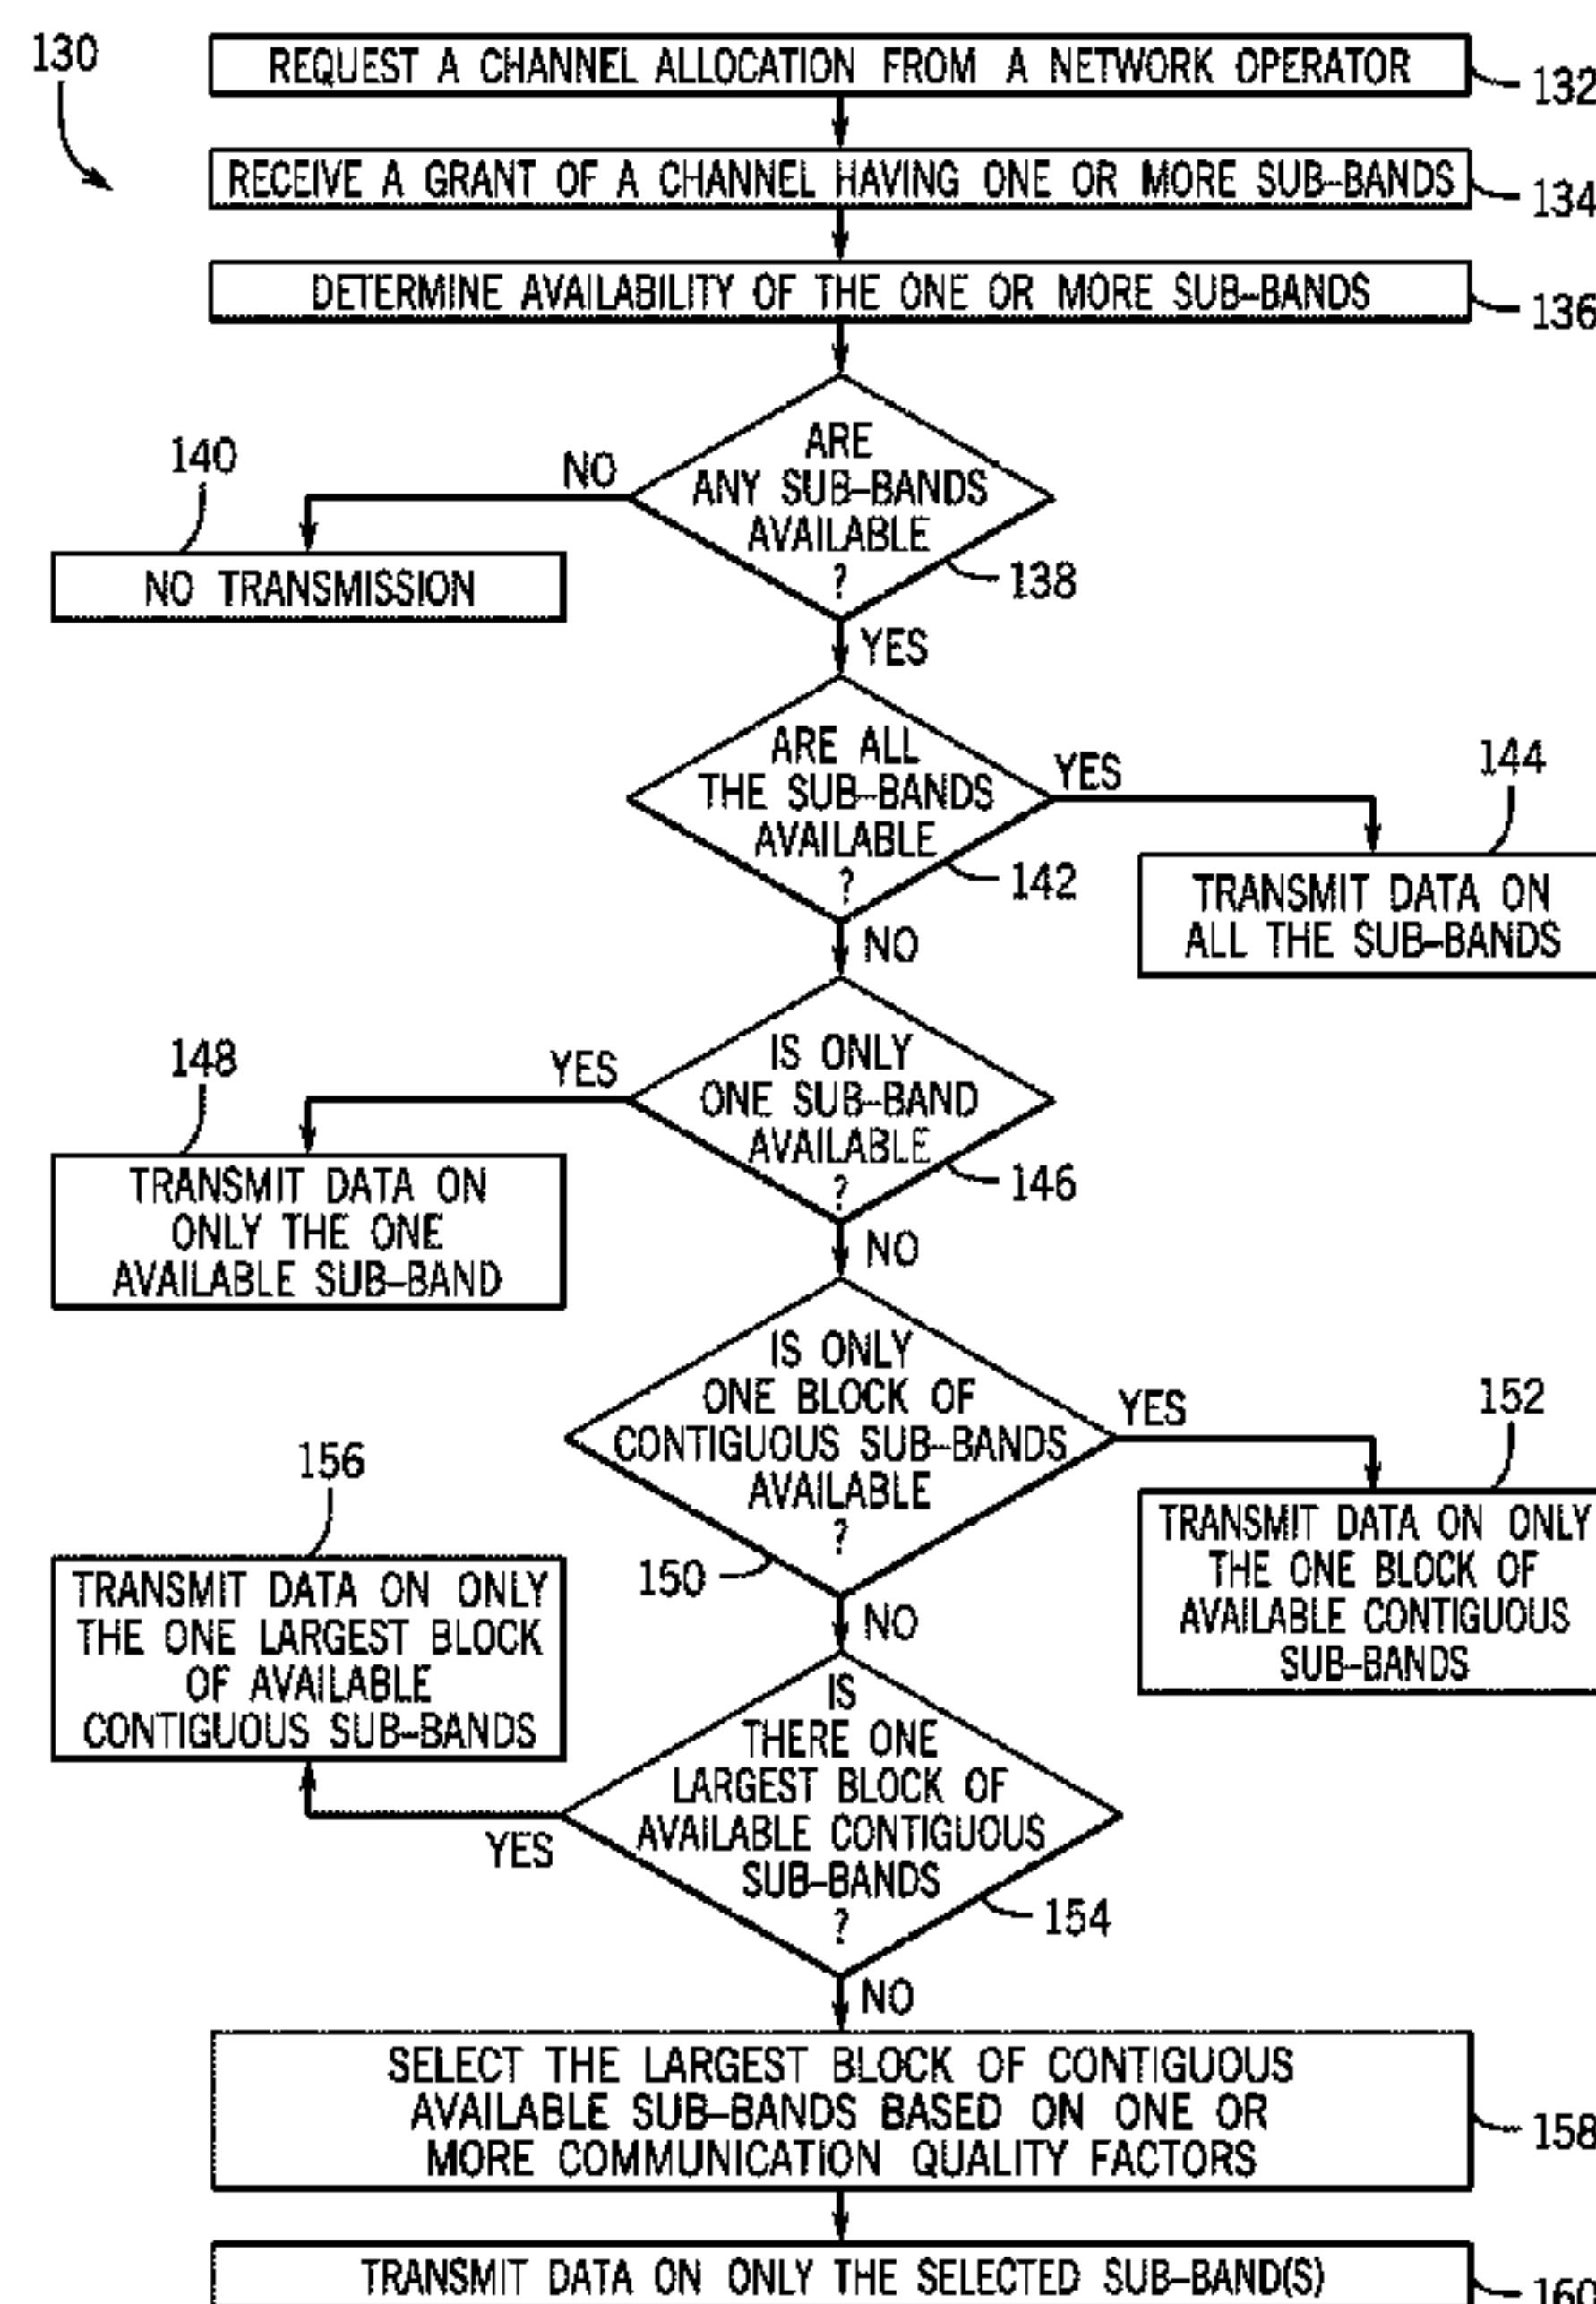 130
REQUEST A CHANNEL ALLOCATION FROM A NETWORK OPERATOR
132
RECEIVE A GRANT OF A CHANNEL HAVING ONE OR MORE SUB-BANDS
134
DETERMINE AVAILABILITY OF THE ONE OR MORE SUB-BANDS
136
ARE
ANY SUB-BANDS
AVAILABLE
?
138
NO
140
NO TRANSMISSION
YES
ARE ALL
THE SUB-BANDS
AVAILABLE
?
142
YES
144
TRANSMIT DATA ON
ALL THE SUB-BANDS
NO
IS ONLY
ONE SUB-BAND
AVAILABLE
?
146
YES
148
TRANSMIT DATA ON
ONLY THE ONE
AVAILABLE SUB-BAND
NO
IS ONLY
ONE BLOCK OF
CONTIGUOUS SUB-BANDS
AVAILABLE
?
150
YES
152
TRANSMIT DATA ON ONLY
THE ONE BLOCK OF
AVAILABLE CONTIGUOUS
SUB-BANDS
NO
IS
THERE ONE
LARGEST BLOCK OF
AVAILABLE CONTIGUOUS
SUB-BANDS
?
154
YES
156
TRANSMIT DATA ON ONLY
THE ONE LARGEST BLOCK
OF AVAILABLE
CONTIGUOUS SUB-BANDS
NO
SELECT THE LARGEST BLOCK OF CONTIGUOUS
AVAILABLE SUB-BANDS BASED ON ONE OR
MORE COMMUNICATION QUALITY FACTORS
158
TRANSMIT DATA ON ONLY THE SELECTED SUB-BAND(S)
160